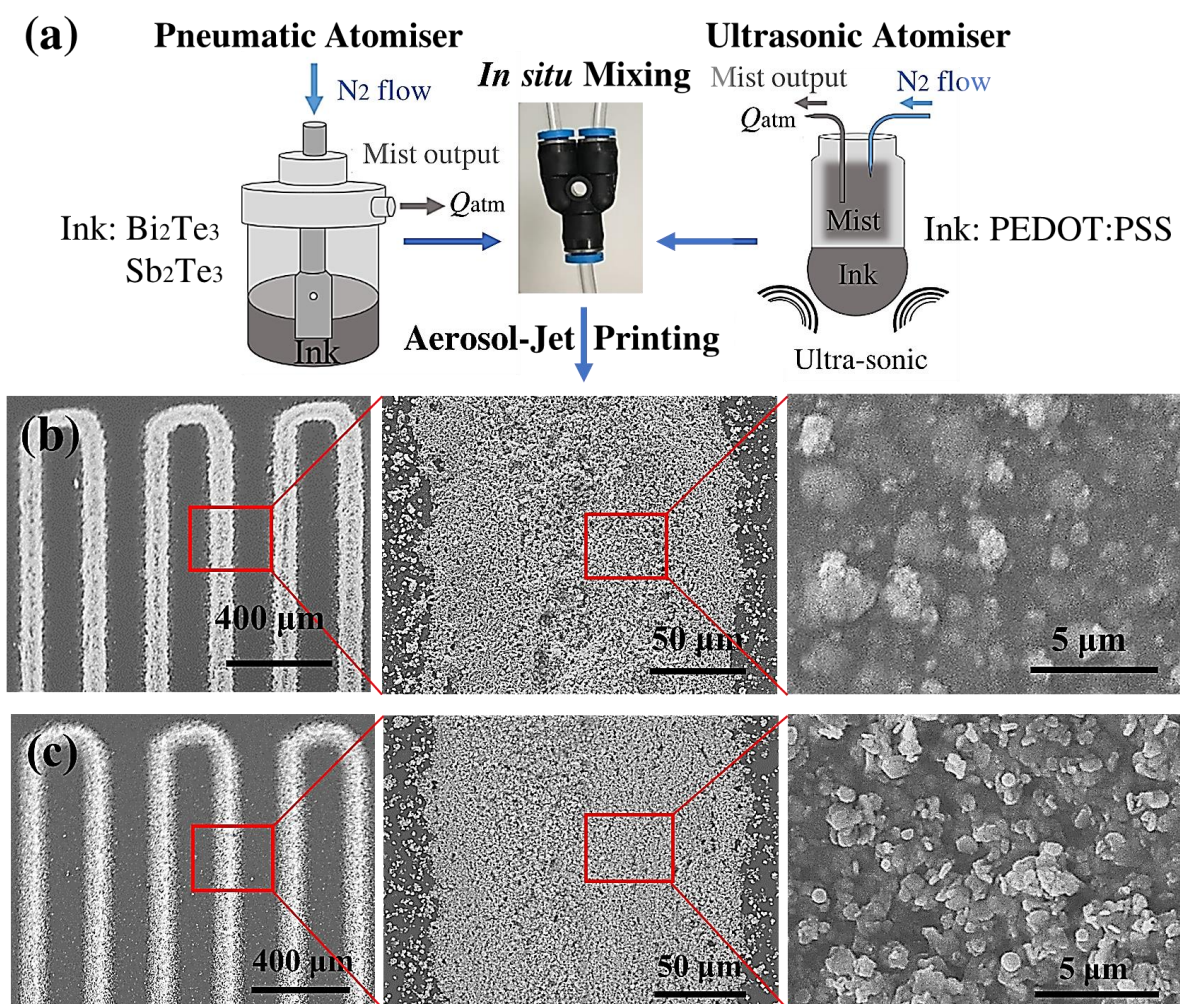 (a)
Pneumatic Atomiser
Ultrasonic Atomiser
In situ Mixing
N2 flow
Mist output
Qatm
Ink: Bi2Te3
Sb2Te3
Ink
Mist output
N2 flow
Qatm
Mist
Ink
Ink: PEDOT:PSS
Ultra-sonic
Aerosol-Jet Printing
(b)
400 μm
50 μm
5 μm
(c)
400 μm
50 μm
5 μm